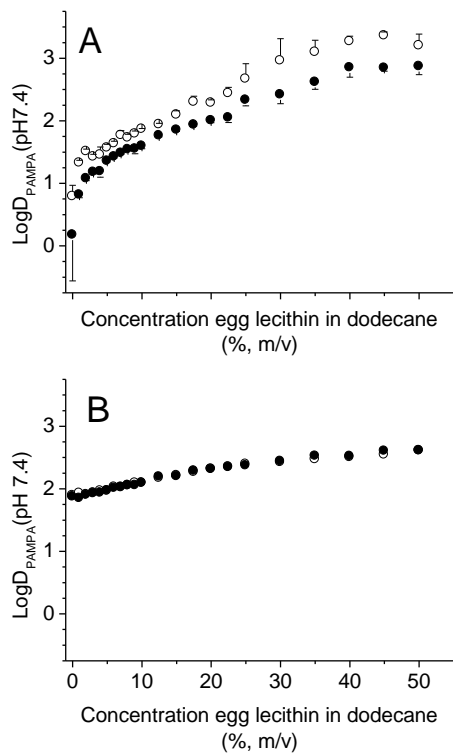 A
3
2
1
0
LogD_PAMPA(pH7.4)
Concentration egg lecithin in dodecane
(%, m/v)
B
3
2
1
0
LogD_PAMPA(pH 7.4)
0 10 20 30 40 50
Concentration egg lecithin in dodecane
(%, m/v)